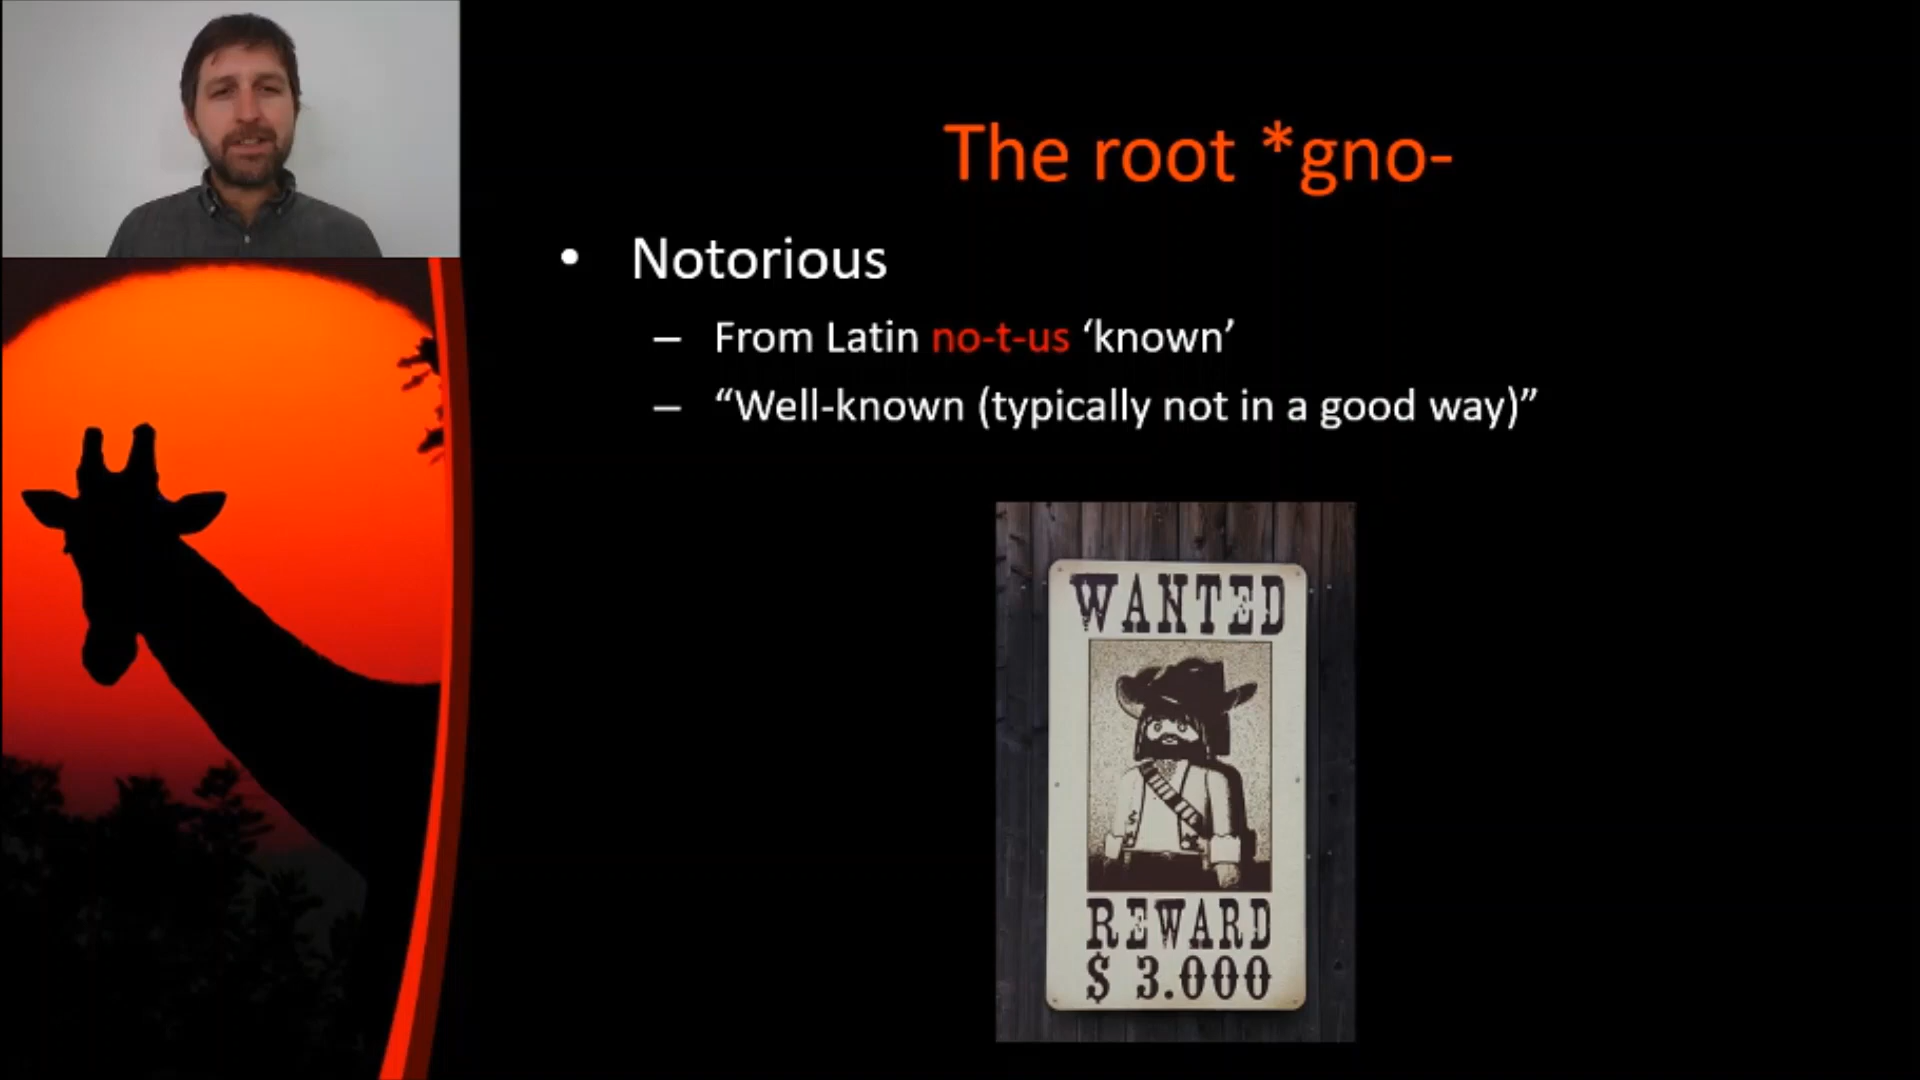 The root *gno-
• Notorious
– From Latin no-t-us ‘known’
– “Well-known (typically not in a good way)”
WANTED
REWARD
$ 3.000